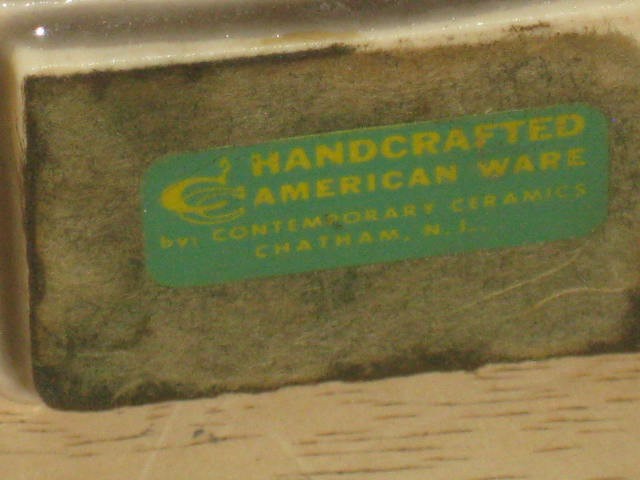 HANDCRAFTED
AMERICAN WARE
by: CONTEMPORARY CERAMICS
CHATHAM, N.J.